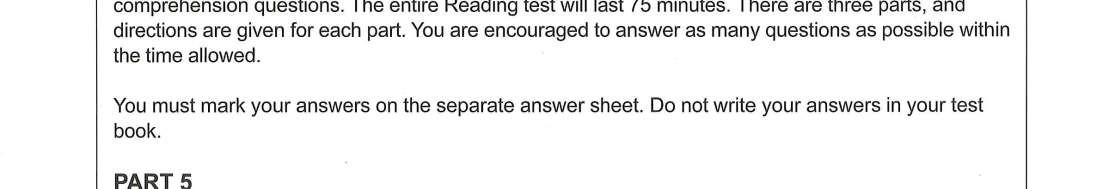 comprehension questions. The entire Reading test will last 75 minutes. There are three parts, and
directions are given for each part. You are encouraged to answer as many questions as possible within
the time allowed.
You must mark your answers on the separate answer sheet. Do not write your answers in your test
book.
PART 5